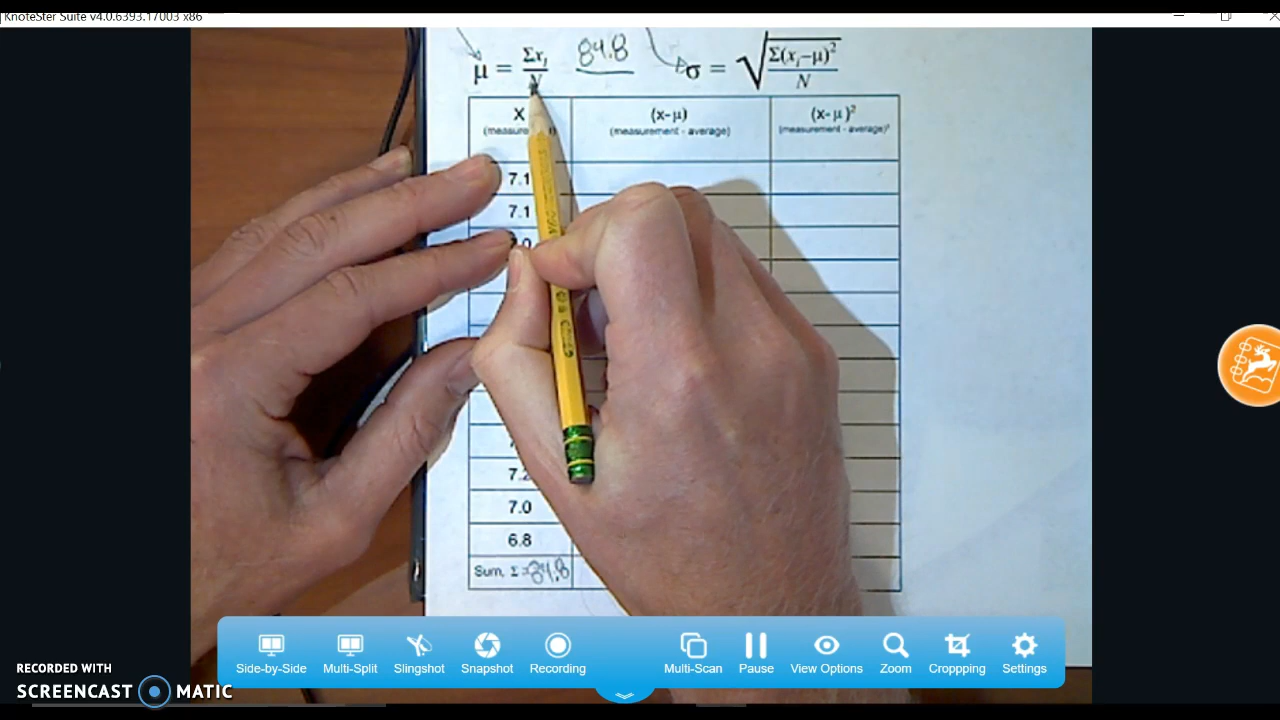 KnoteSter Suite v4.0.6393.17003 x86
μ = Σxᵢ/N 84.8 σ = √Σ(xᵢ-μ)²/N
X (x-μ) (x-μ)²
(measurement - average) (measurement - average)²
7.1
7.1
7.0
6.8
Sum, Σ = 84.8
Side-by-Side Multi-Split Slingshot Snapshot Recording Multi-Scan Pause View Options Zoom Croppping Settings
RECORDED WITH
SCREENCAST MATIC